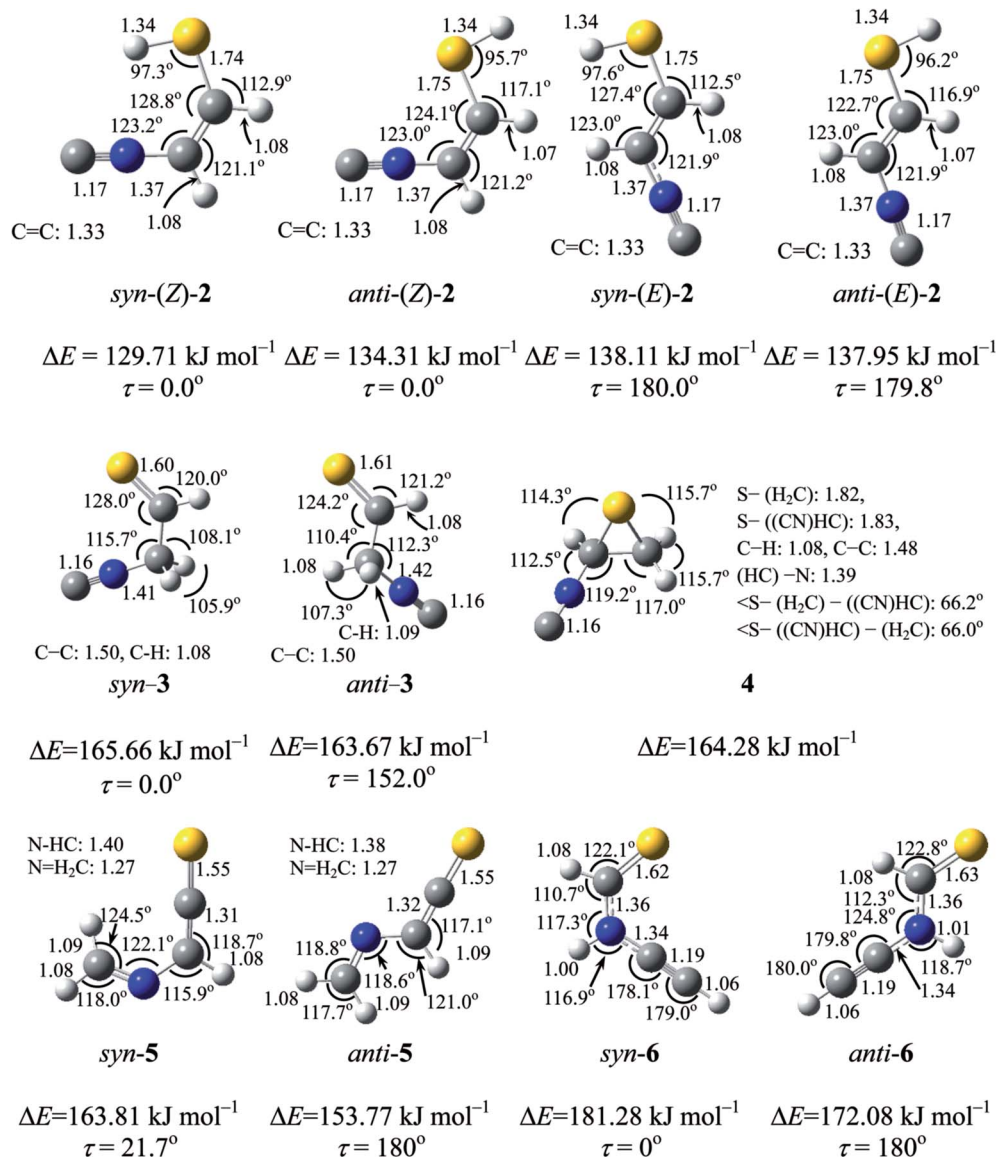 1.34
1.74
97.3°
112.9°
128.8°
123.2°
1.08
121.1°
1.17
1.37
1.08
C=C: 1.33
syn-(Z)-2
ΔE = 129.71 kJ mol⁻¹
τ = 0.0°
1.34
95.7°
1.75
117.1°
124.1°
123.0°
1.07
121.2°
1.17
1.37
1.08
C=C: 1.33
anti-(Z)-2
ΔE = 134.31 kJ mol⁻¹
τ = 0.0°
1.34
1.75
97.6°
112.5°
127.4°
123.0°
1.08
121.9°
1.08
1.37
1.17
C=C: 1.33
syn-(E)-2
ΔE = 138.11 kJ mol⁻¹
τ = 180.0°
1.34
96.2°
1.75
116.9°
122.7°
123.0°
1.07
1.08
121.9°
1.37
1.17
C=C: 1.33
anti-(E)-2
ΔE = 137.95 kJ mol⁻¹
τ = 179.8°
1.60
120.0°
128.0°
115.7°
108.1°
1.16
1.41
105.9°
C−C: 1.50, C-H: 1.08
syn–3
ΔE=165.66 kJ mol⁻¹
τ = 0.0°
1.61
121.2°
124.2°
1.08
110.4°
112.3°
1.08
1.42
107.3°
1.16
C-H: 1.09
C−C: 1.50
anti–3
ΔE=163.67 kJ mol⁻¹
τ = 152.0°
114.3°
115.7°
112.5°
115.7°
119.2°
117.0°
1.16
S− (H₂C): 1.82,
S− ((CN)HC): 1.83,
C−H: 1.08, C−C: 1.48
(HC) −N: 1.39
<S− (H₂C) − ((CN)HC): 66.2°
<S− ((CN)HC) − (H₂C): 66.0°
4
ΔE=164.28 kJ mol⁻¹
N-HC: 1.40
N=H₂C: 1.27
1.55
124.5°
1.31
1.09
122.1°
118.7°
1.08
1.08
118.0°
115.9°
syn-5
ΔE=163.81 kJ mol⁻¹
τ = 21.7°
N-HC: 1.38
N=H₂C: 1.27
1.55
1.32
117.1°
118.8°
1.09
118.6°
1.08
1.09
121.0°
117.7°
anti-5
ΔE=153.77 kJ mol⁻¹
τ = 180°
1.08
122.1°
1.62
110.7°
1.36
117.3°
1.34
1.19
1.00
1.06
116.9°
178.1°
179.0°
syn-6
ΔE=181.28 kJ mol⁻¹
τ = 0°
122.8°
1.08
1.63
112.3°
1.36
124.8°
1.01
179.8°
118.7°
180.0°
1.19
1.34
1.06
anti-6
ΔE=172.08 kJ mol⁻¹
τ = 180°